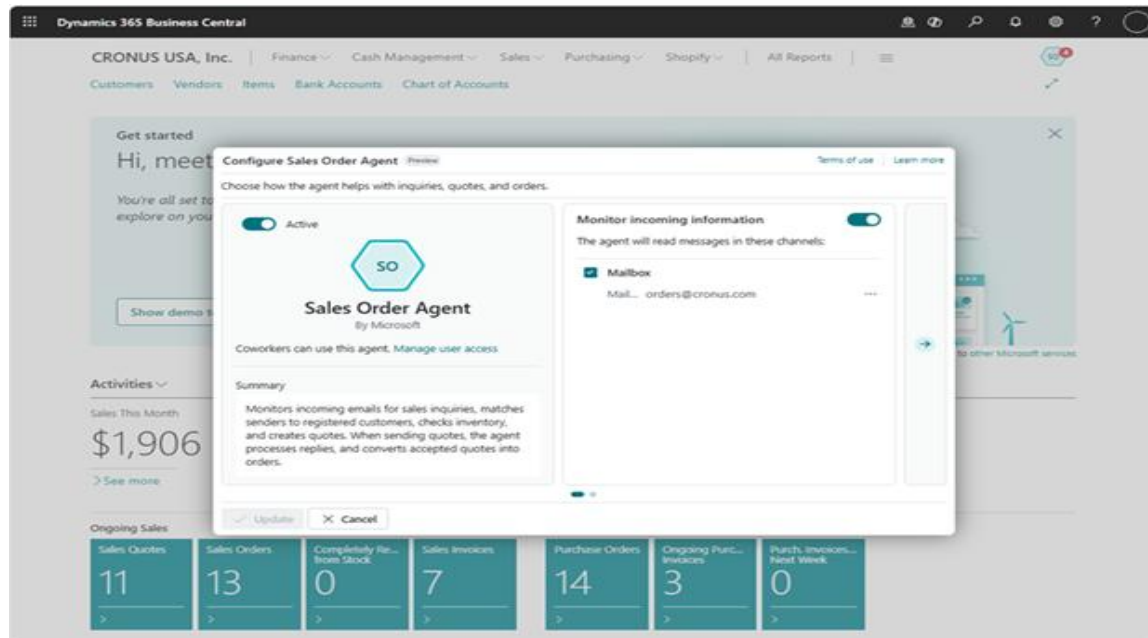 Dynamics 365 Business Central
?
CRONUS USA, Inc.
Finance
Cash Management
Sales
Purchasing
Shopify
All Reports
SO
4
Customers
Vendors
Items
Bank Accounts
Chart of Accounts
Get started
Hi, meet
You're all set to
explore on you
Show demo t
to other Microsoft services
Configure Sales Order Agent Preview
Terms of use
Learn more
Choose how the agent helps with inquiries, quotes, and orders.
Active
SO
Sales Order Agent
By Microsoft
Coworkers can use this agent. Manage user access
Summary
Monitors incoming emails for sales inquiries, matches
senders to registered customers, checks inventory,
and creates quotes. When sending quotes, the agent
processes replies, and converts accepted quotes into
orders.
Monitor incoming information
The agent will read messages in these channels:
Mailbox
Mail... orders@cronus.com
...
Update
Cancel
Activities
Sales This Month
$1,906
> See more
Ongoing Sales
Sales Quotes
11
>
Sales Orders
13
>
Completely Re...
from Stock
0
>
Sales Invoices
7
>
Purchase Orders
14
>
Ongoing Purc...
Invoices
3
>
Purch. Invoices...
Next Week
0
>